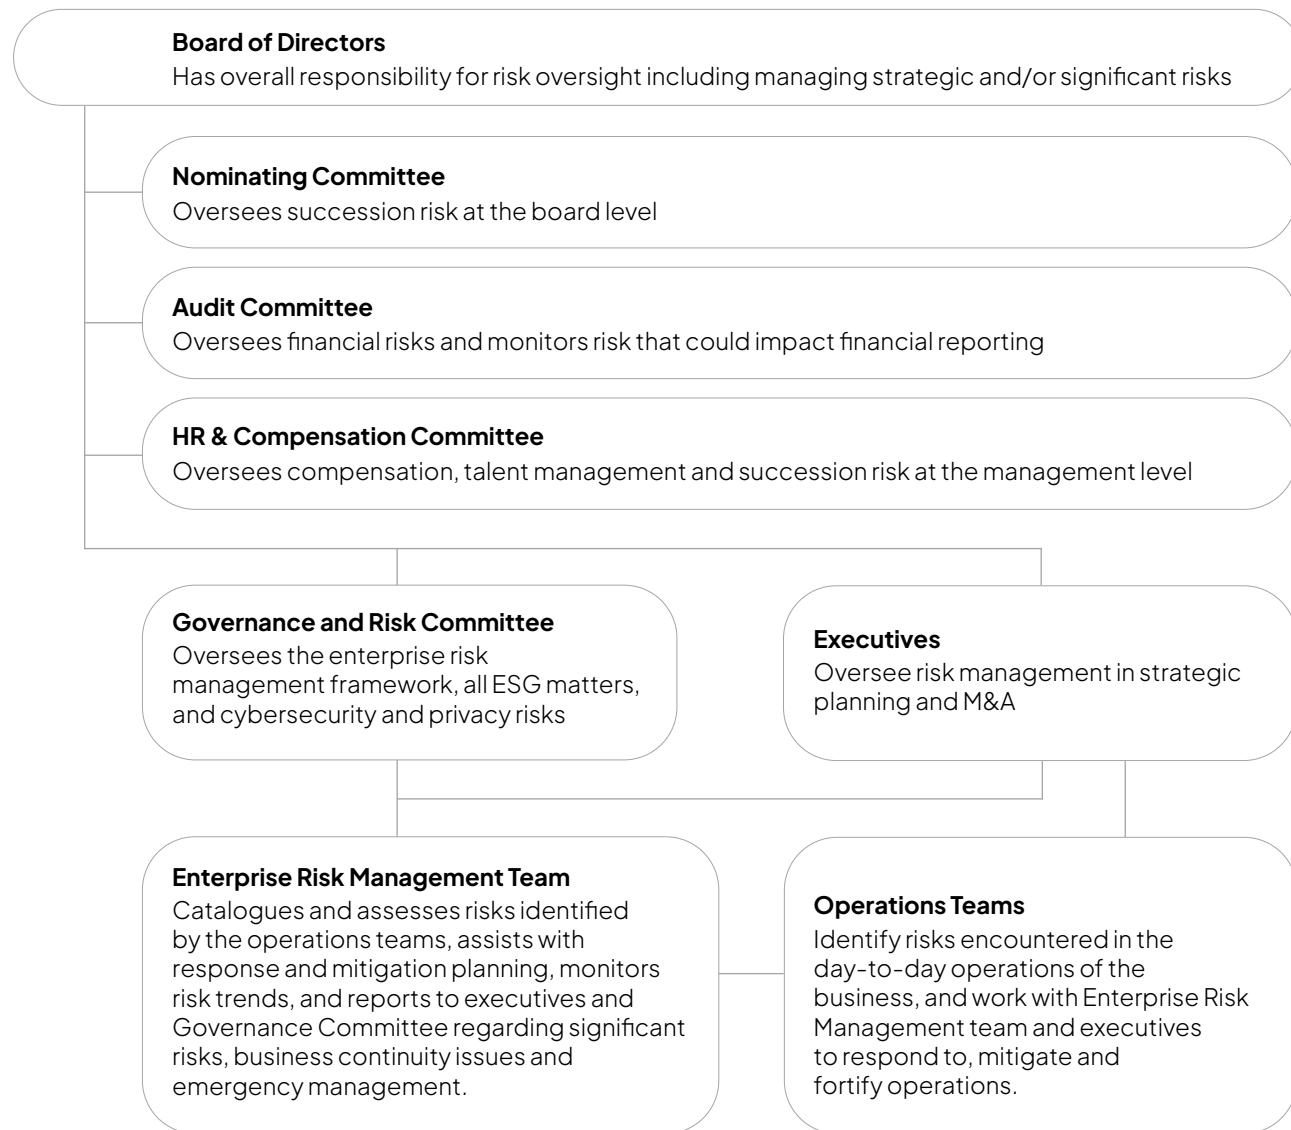 Board of Directors
Has overall responsibility for risk oversight including managing strategic and/or significant risks
Nominating Committee
Oversees succession risk at the board level
Audit Committee
Oversees financial risks and monitors risk that could impact financial reporting
HR & Compensation Committee
Oversees compensation, talent management and succession risk at the management level
Governance and Risk Committee
Oversees the enterprise risk
management framework, all ESG matters,
and cybersecurity and privacy risks
Executives
Oversee risk management in strategic
planning and M&A
Enterprise Risk Management Team
Catalogues and assesses risks identified
by the operations teams, assists with
response and mitigation planning, monitors
risk trends, and reports to executives and
Governance Committee regarding significant
risks, business continuity issues and
emergency management.
Operations Teams
Identify risks encountered in the
day-to-day operations of the
business, and work with Enterprise Risk
Management team and executives
to respond to, mitigate and
fortify operations.